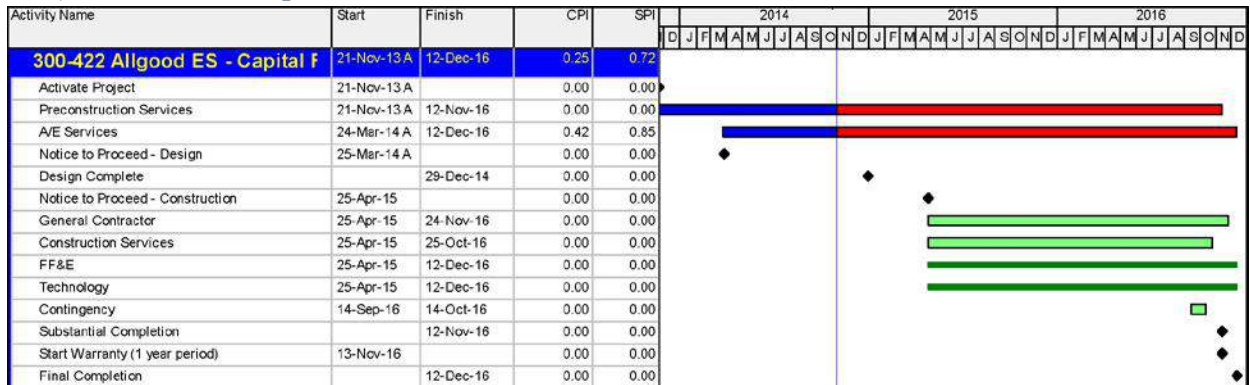 Activity Name Start Finish CPI SPI 2014 2015 2016
D J F M A M J J A S O N D J F M A M J J A S O N D J F M A M J J A S O N D
300-422 Allgood ES - Capital F 21-Nov-13 A 12-Dec-16 0.25 0.72
Activate Project 21-Nov-13 A 0.00 0.00
Preconstruction Services 21-Nov-13 A 12-Nov-16 0.00 0.00
A/E Services 24-Mar-14 A 12-Dec-16 0.42 0.85
Notice to Proceed - Design 25-Mar-14 A 0.00 0.00
Design Complete 29-Dec-14 0.00 0.00
Notice to Proceed - Construction 25-Apr-15 0.00 0.00
General Contractor 25-Apr-15 24-Nov-16 0.00 0.00
Construction Services 25-Apr-15 25-Oct-16 0.00 0.00
FF&E 25-Apr-15 12-Dec-16 0.00 0.00
Technology 25-Apr-15 12-Dec-16 0.00 0.00
Contingency 14-Sep-16 14-Oct-16 0.00 0.00
Substantial Completion 12-Nov-16 0.00 0.00
Start Warranty (1 year period) 13-Nov-16 0.00 0.00
Final Completion 12-Dec-16 0.00 0.00